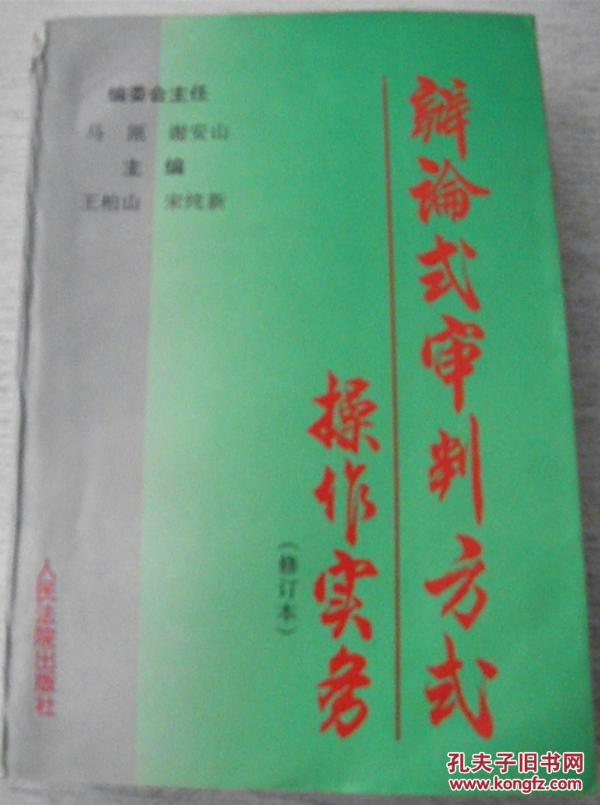 编委会主任
马原 谢安山
主编
王柏山 宋纯新
辩论式审判方式
操作实务
(修订本)
人民法院出版社
孔夫子旧书网
www.kongfz.com